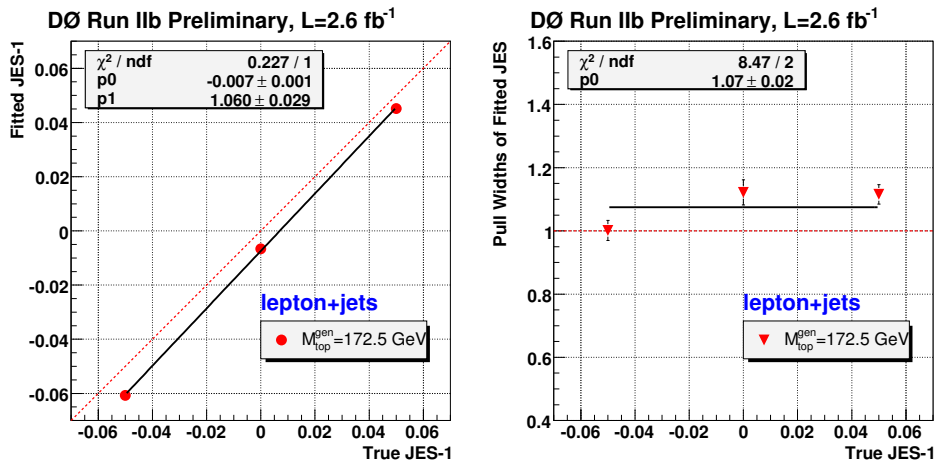 DØ Run IIb Preliminary, L=2.6 fb⁻¹
χ² / ndf 0.227 / 1
p0 -0.007 ± 0.001
p1 1.060 ± 0.029
Fitted JES-1
0.06
0.04
0.02
0
-0.02
-0.04
-0.06
lepton+jets
M_top^gen=172.5 GeV
-0.06 -0.04 -0.02 0 0.02 0.04 0.06
True JES-1
DØ Run IIb Preliminary, L=2.6 fb⁻¹
χ² / ndf 8.47 / 2
p0 1.07 ± 0.02
Pull Widths of Fitted JES
1.6
1.4
1.2
1
0.8
0.6
0.4
lepton+jets
M_top^gen=172.5 GeV
-0.06 -0.04 -0.02 0 0.02 0.04 0.06
True JES-1